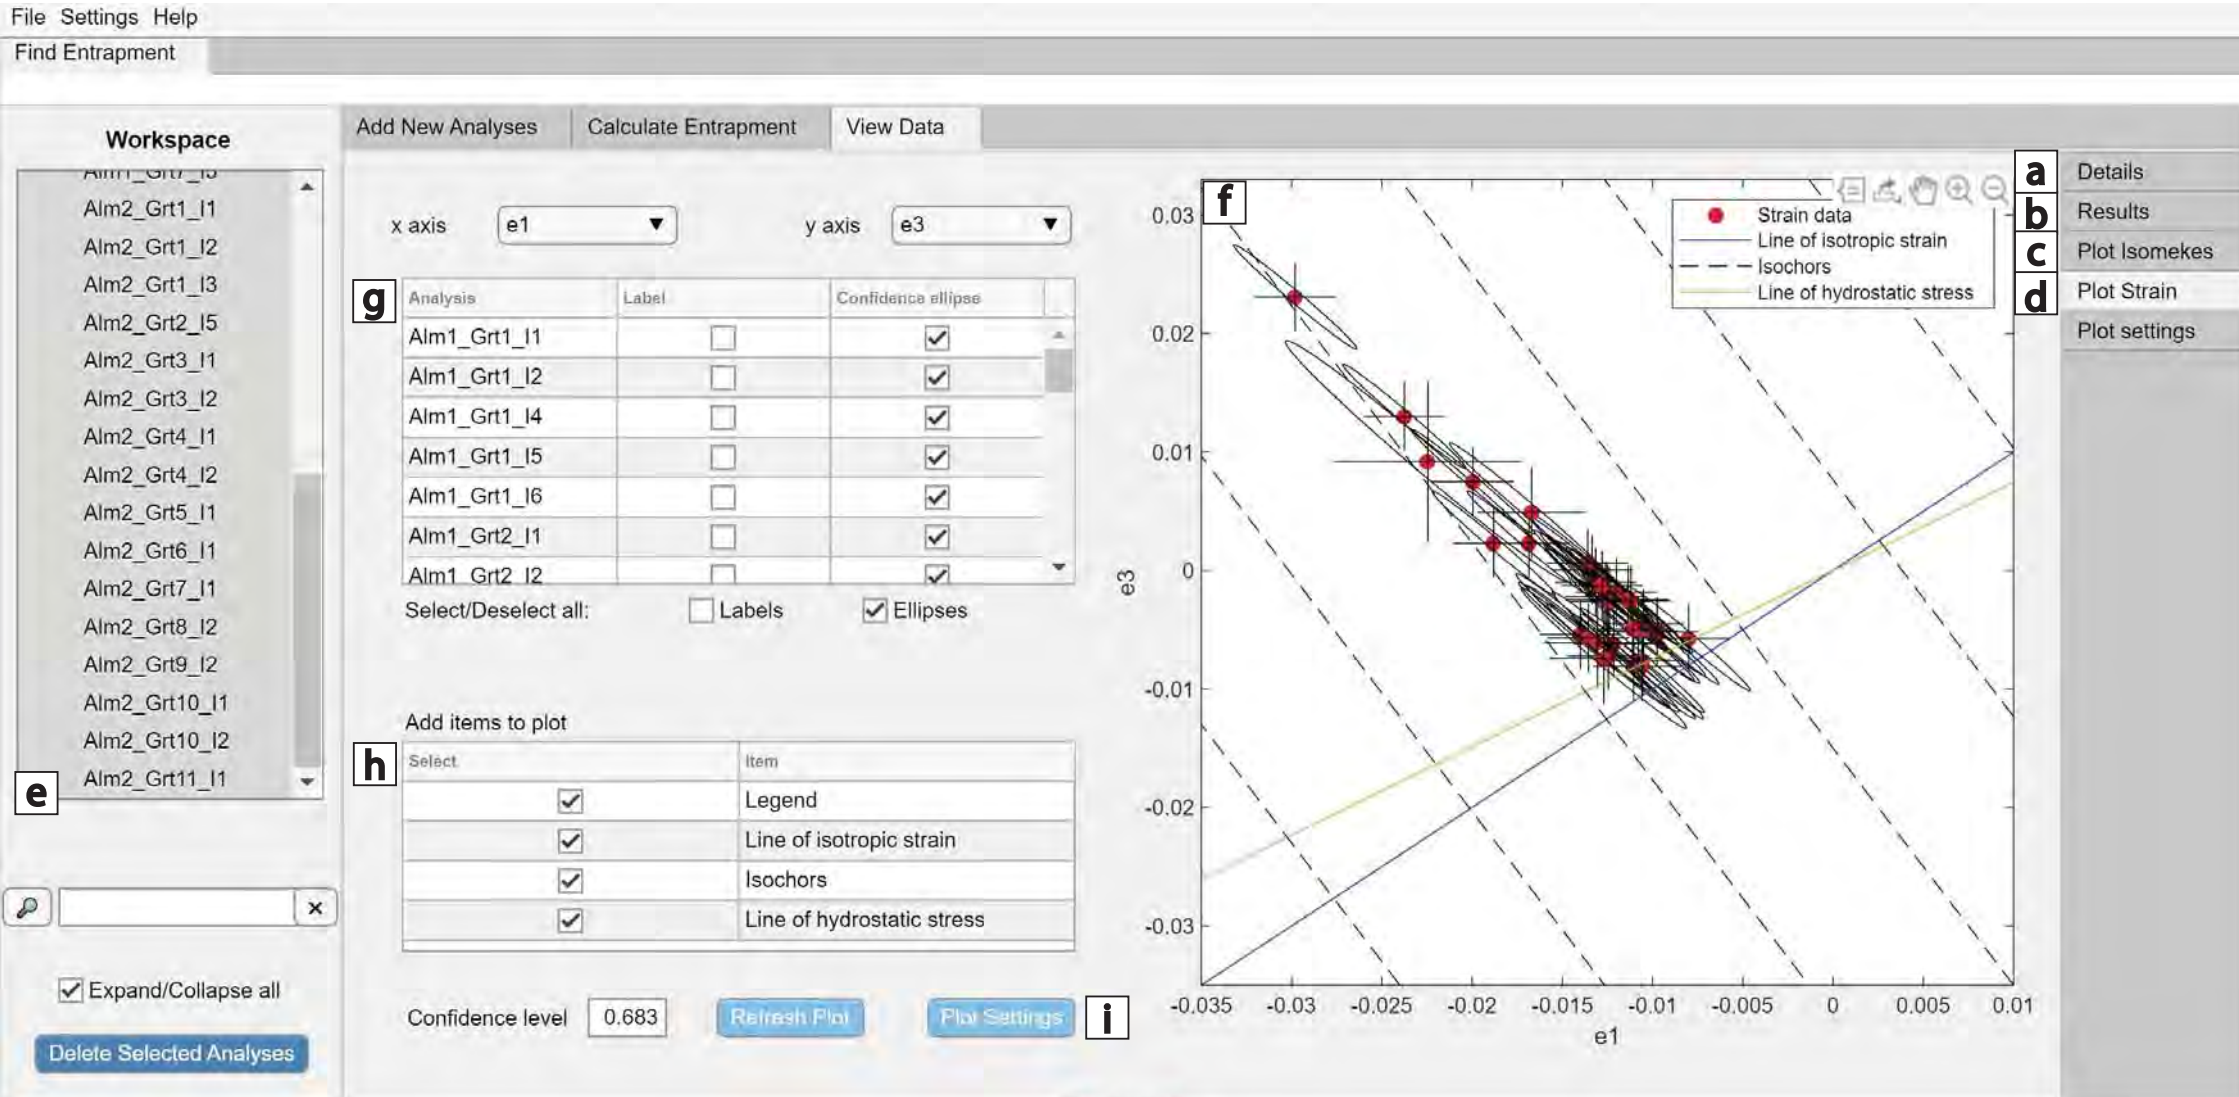 File Settings Help
Find Entrapment
Workspace
Alm1_Grt7_I3
Alm2_Grt1_I1
Alm2_Grt1_I2
Alm2_Grt1_I3
Alm2_Grt2_I5
Alm2_Grt3_I1
Alm2_Grt3_I2
Alm2_Grt4_I1
Alm2_Grt4_I2
Alm2_Grt5_I1
Alm2_Grt6_I1
Alm2_Grt7_I1
Alm2_Grt8_I2
Alm2_Grt9_I2
Alm2_Grt10_I1
Alm2_Grt10_I2
Alm2_Grt11_I1
e
Expand/Collapse all
Delete Selected Analyses
Add New Analyses Calculate Entrapment View Data
x axis e1 y axis e3
g
Analysis Label Confidence ellipse
Alm1_Grt1_I1
Alm1_Grt1_I2
Alm1_Grt1_I4
Alm1_Grt1_I5
Alm1_Grt1_I6
Alm1_Grt2_I1
Alm1_Grt2_I2
Select/Deselect all: Labels Ellipses
Add items to plot
h
Select Item
Legend
Line of isotropic strain
Isochors
Line of hydrostatic stress
Confidence level 0.683 Refresh Plot Plot Settings
i
f
Strain data
Line of isotropic strain
Isochors
Line of hydrostatic stress
0.03
0.02
0.01
0
-0.01
-0.02
-0.03
e3
-0.035 -0.03 -0.025 -0.02 -0.015 -0.01 -0.005 0 0.005 0.01
e1
a Details
b Results
c Plot Isomekes
d Plot Strain
Plot settings